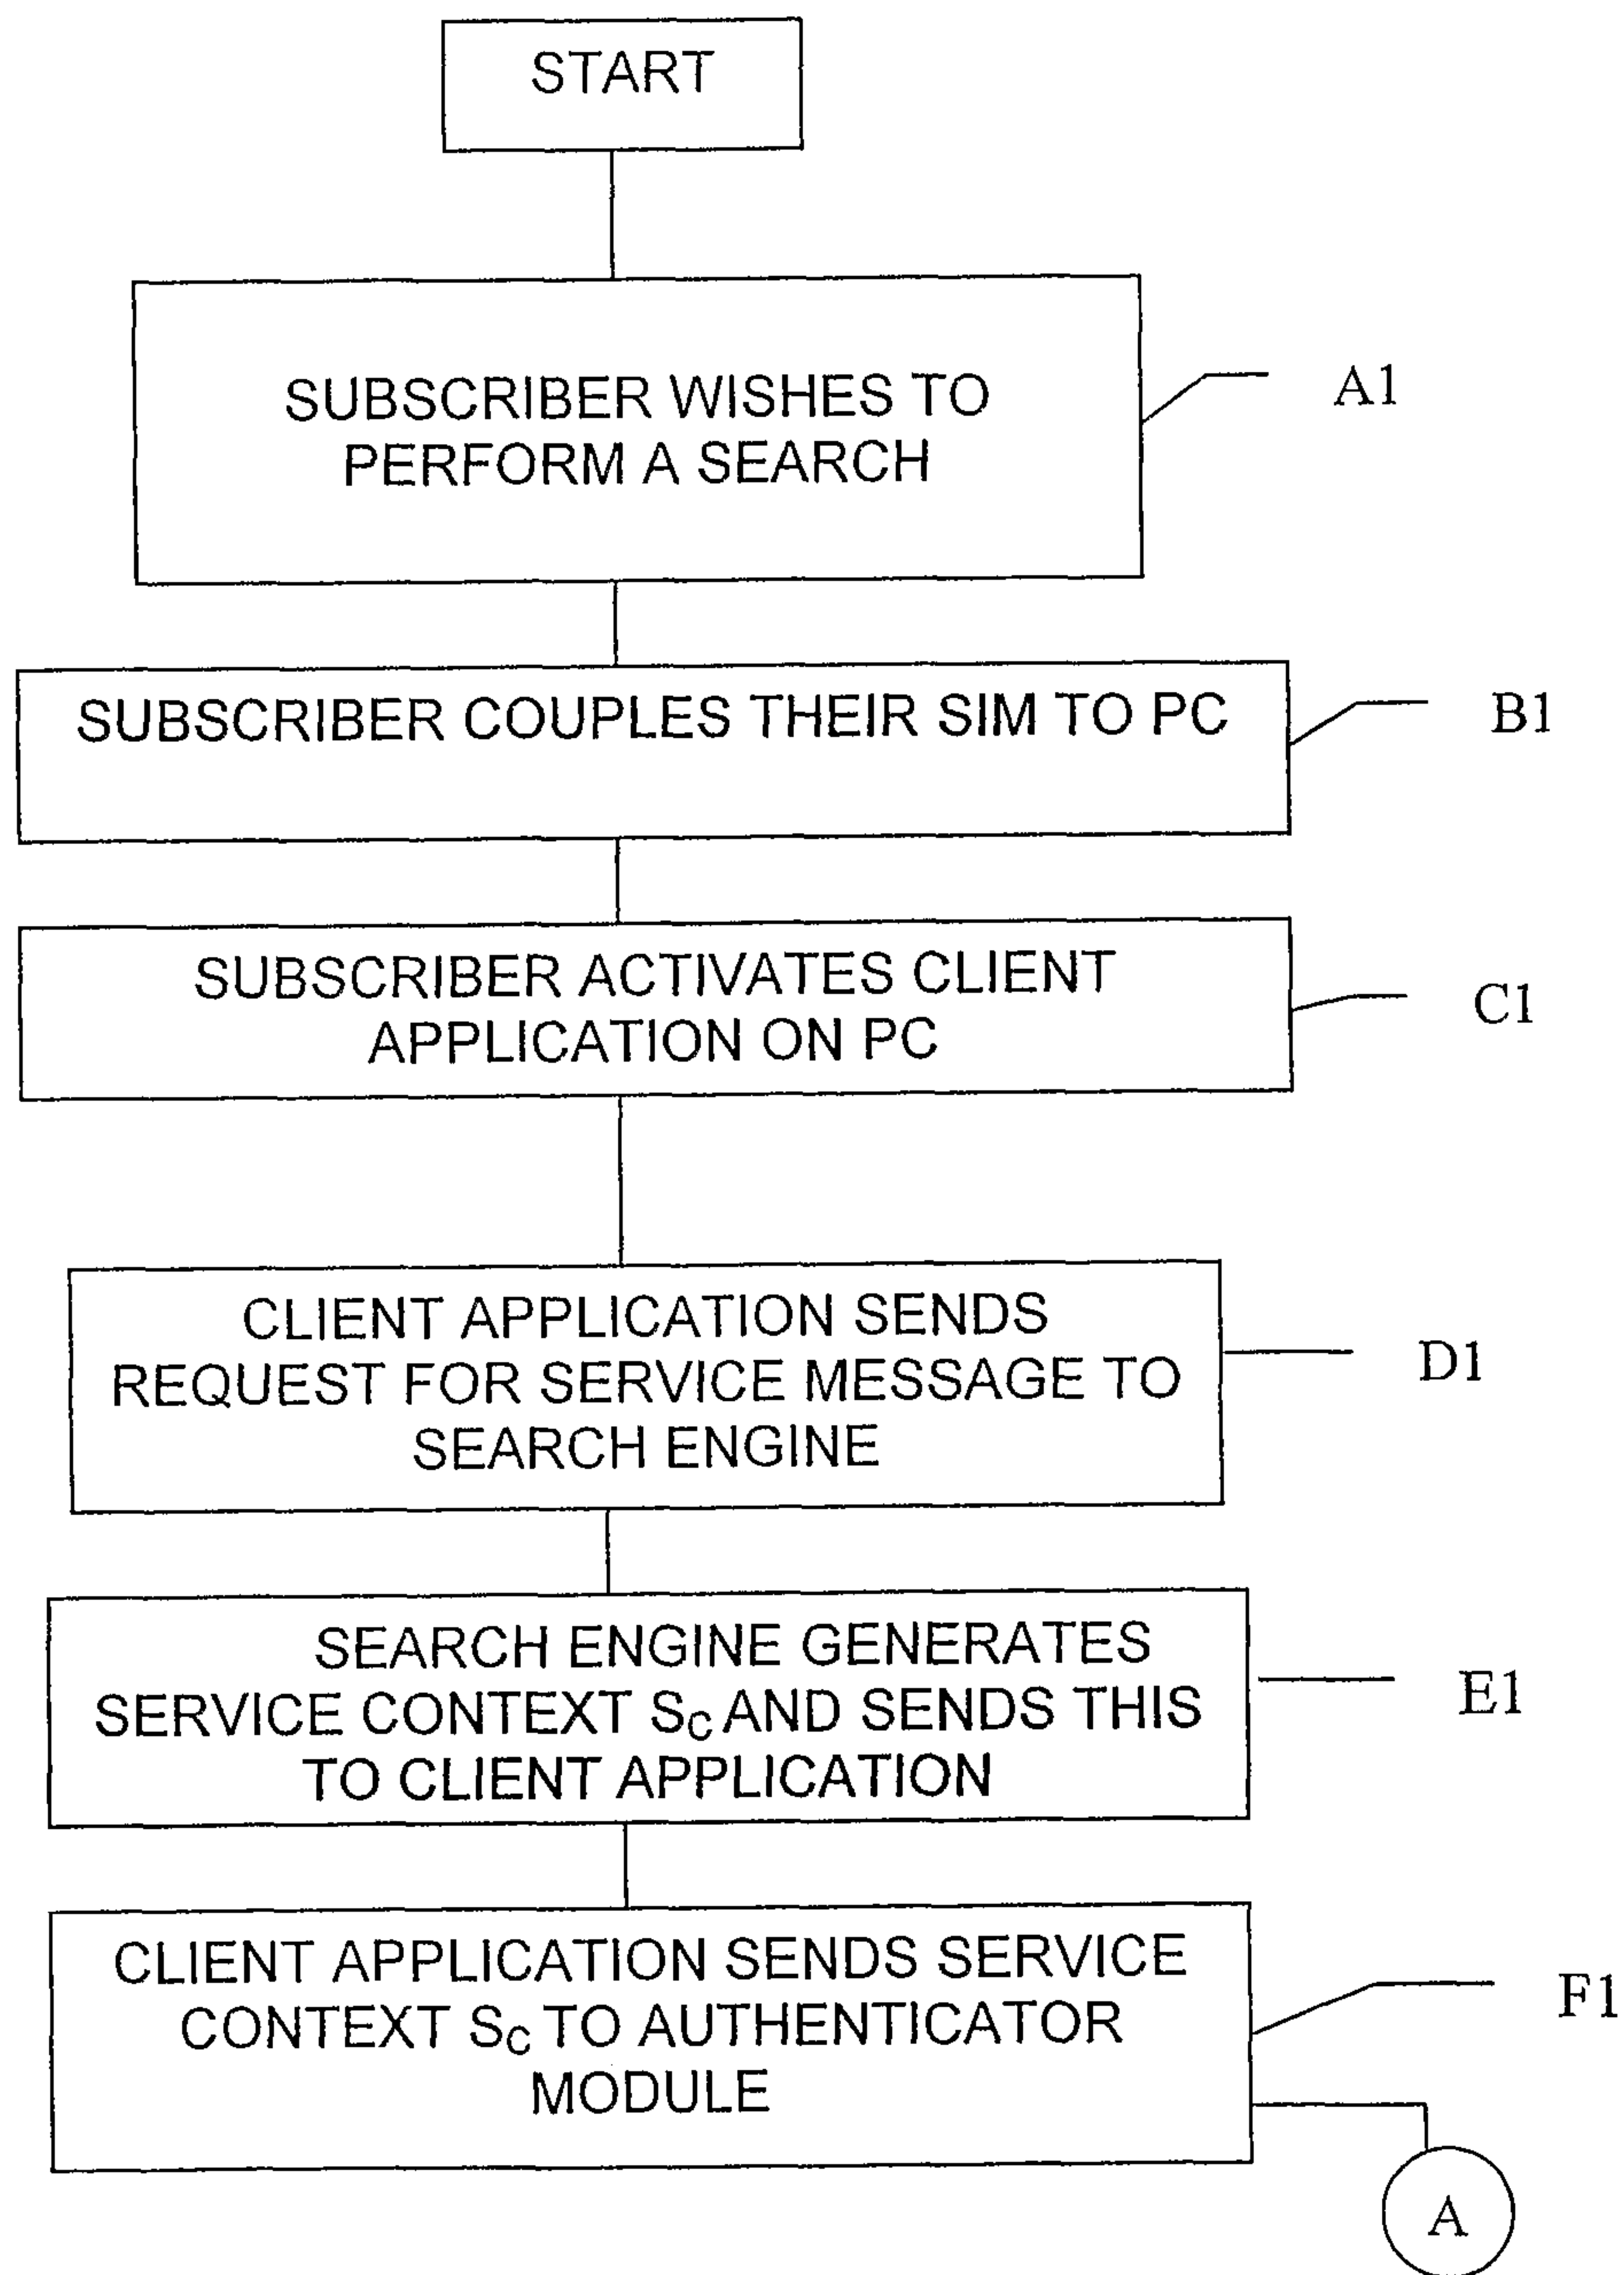 START
SUBSCRIBER WISHES TO
PERFORM A SEARCH
A1
SUBSCRIBER COUPLES THEIR SIM TO PC
B1
SUBSCRIBER ACTIVATES CLIENT
APPLICATION ON PC
C1
CLIENT APPLICATION SENDS
REQUEST FOR SERVICE MESSAGE TO
SEARCH ENGINE
D1
SEARCH ENGINE GENERATES
SERVICE CONTEXT SC AND SENDS THIS
TO CLIENT APPLICATION
E1
CLIENT APPLICATION SENDS SERVICE
CONTEXT SC TO AUTHENTICATOR
MODULE
F1
A